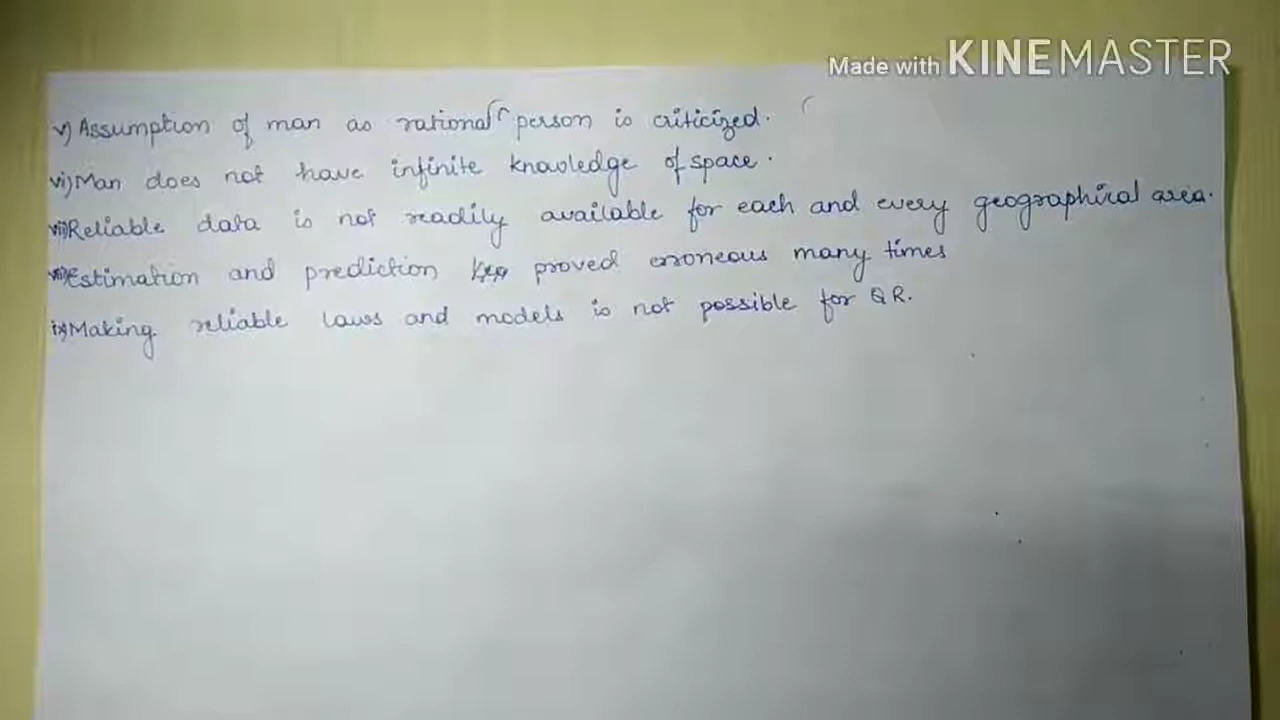 Made with KINEMASTER
v) Assumption of man as rational person is criticized.
vi) Man does not have infinite knowledge of space.
vii) Reliable data is not readily available for each and every geographical area.
viii) Estimation and prediction proved erroneous many times
ix) Making reliable laws and models is not possible for QR.